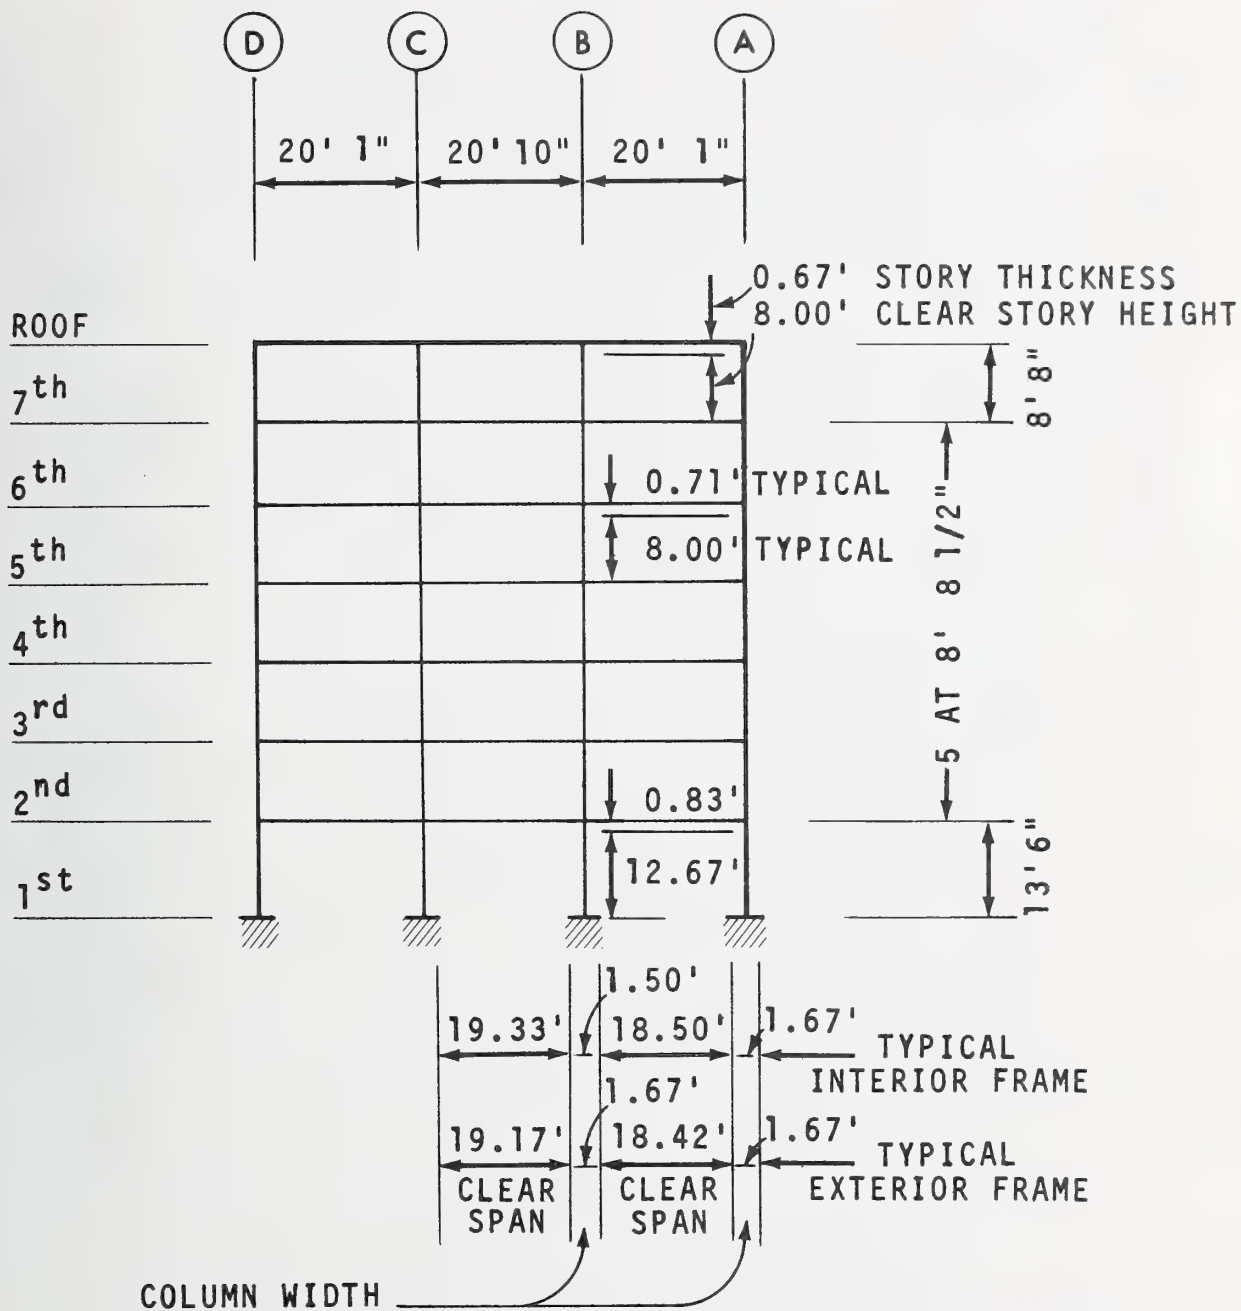 D C B A
20' 1" 20' 10" 20' 1"
0.67' STORY THICKNESS
8.00' CLEAR STORY HEIGHT
ROOF
7th
8'8"
6th
0.71' TYPICAL
5th
8.00' TYPICAL
5 AT 8' 8 1/2"
4th
3rd
2nd
0.83'
1st
12.67'
13'6"
1.50'
19.33' 18.50' 1.67'
TYPICAL
INTERIOR FRAME
1.67'
19.17' 18.42' 1.67'
TYPICAL
EXTERIOR FRAME
CLEAR
SPAN
CLEAR
SPAN
COLUMN WIDTH